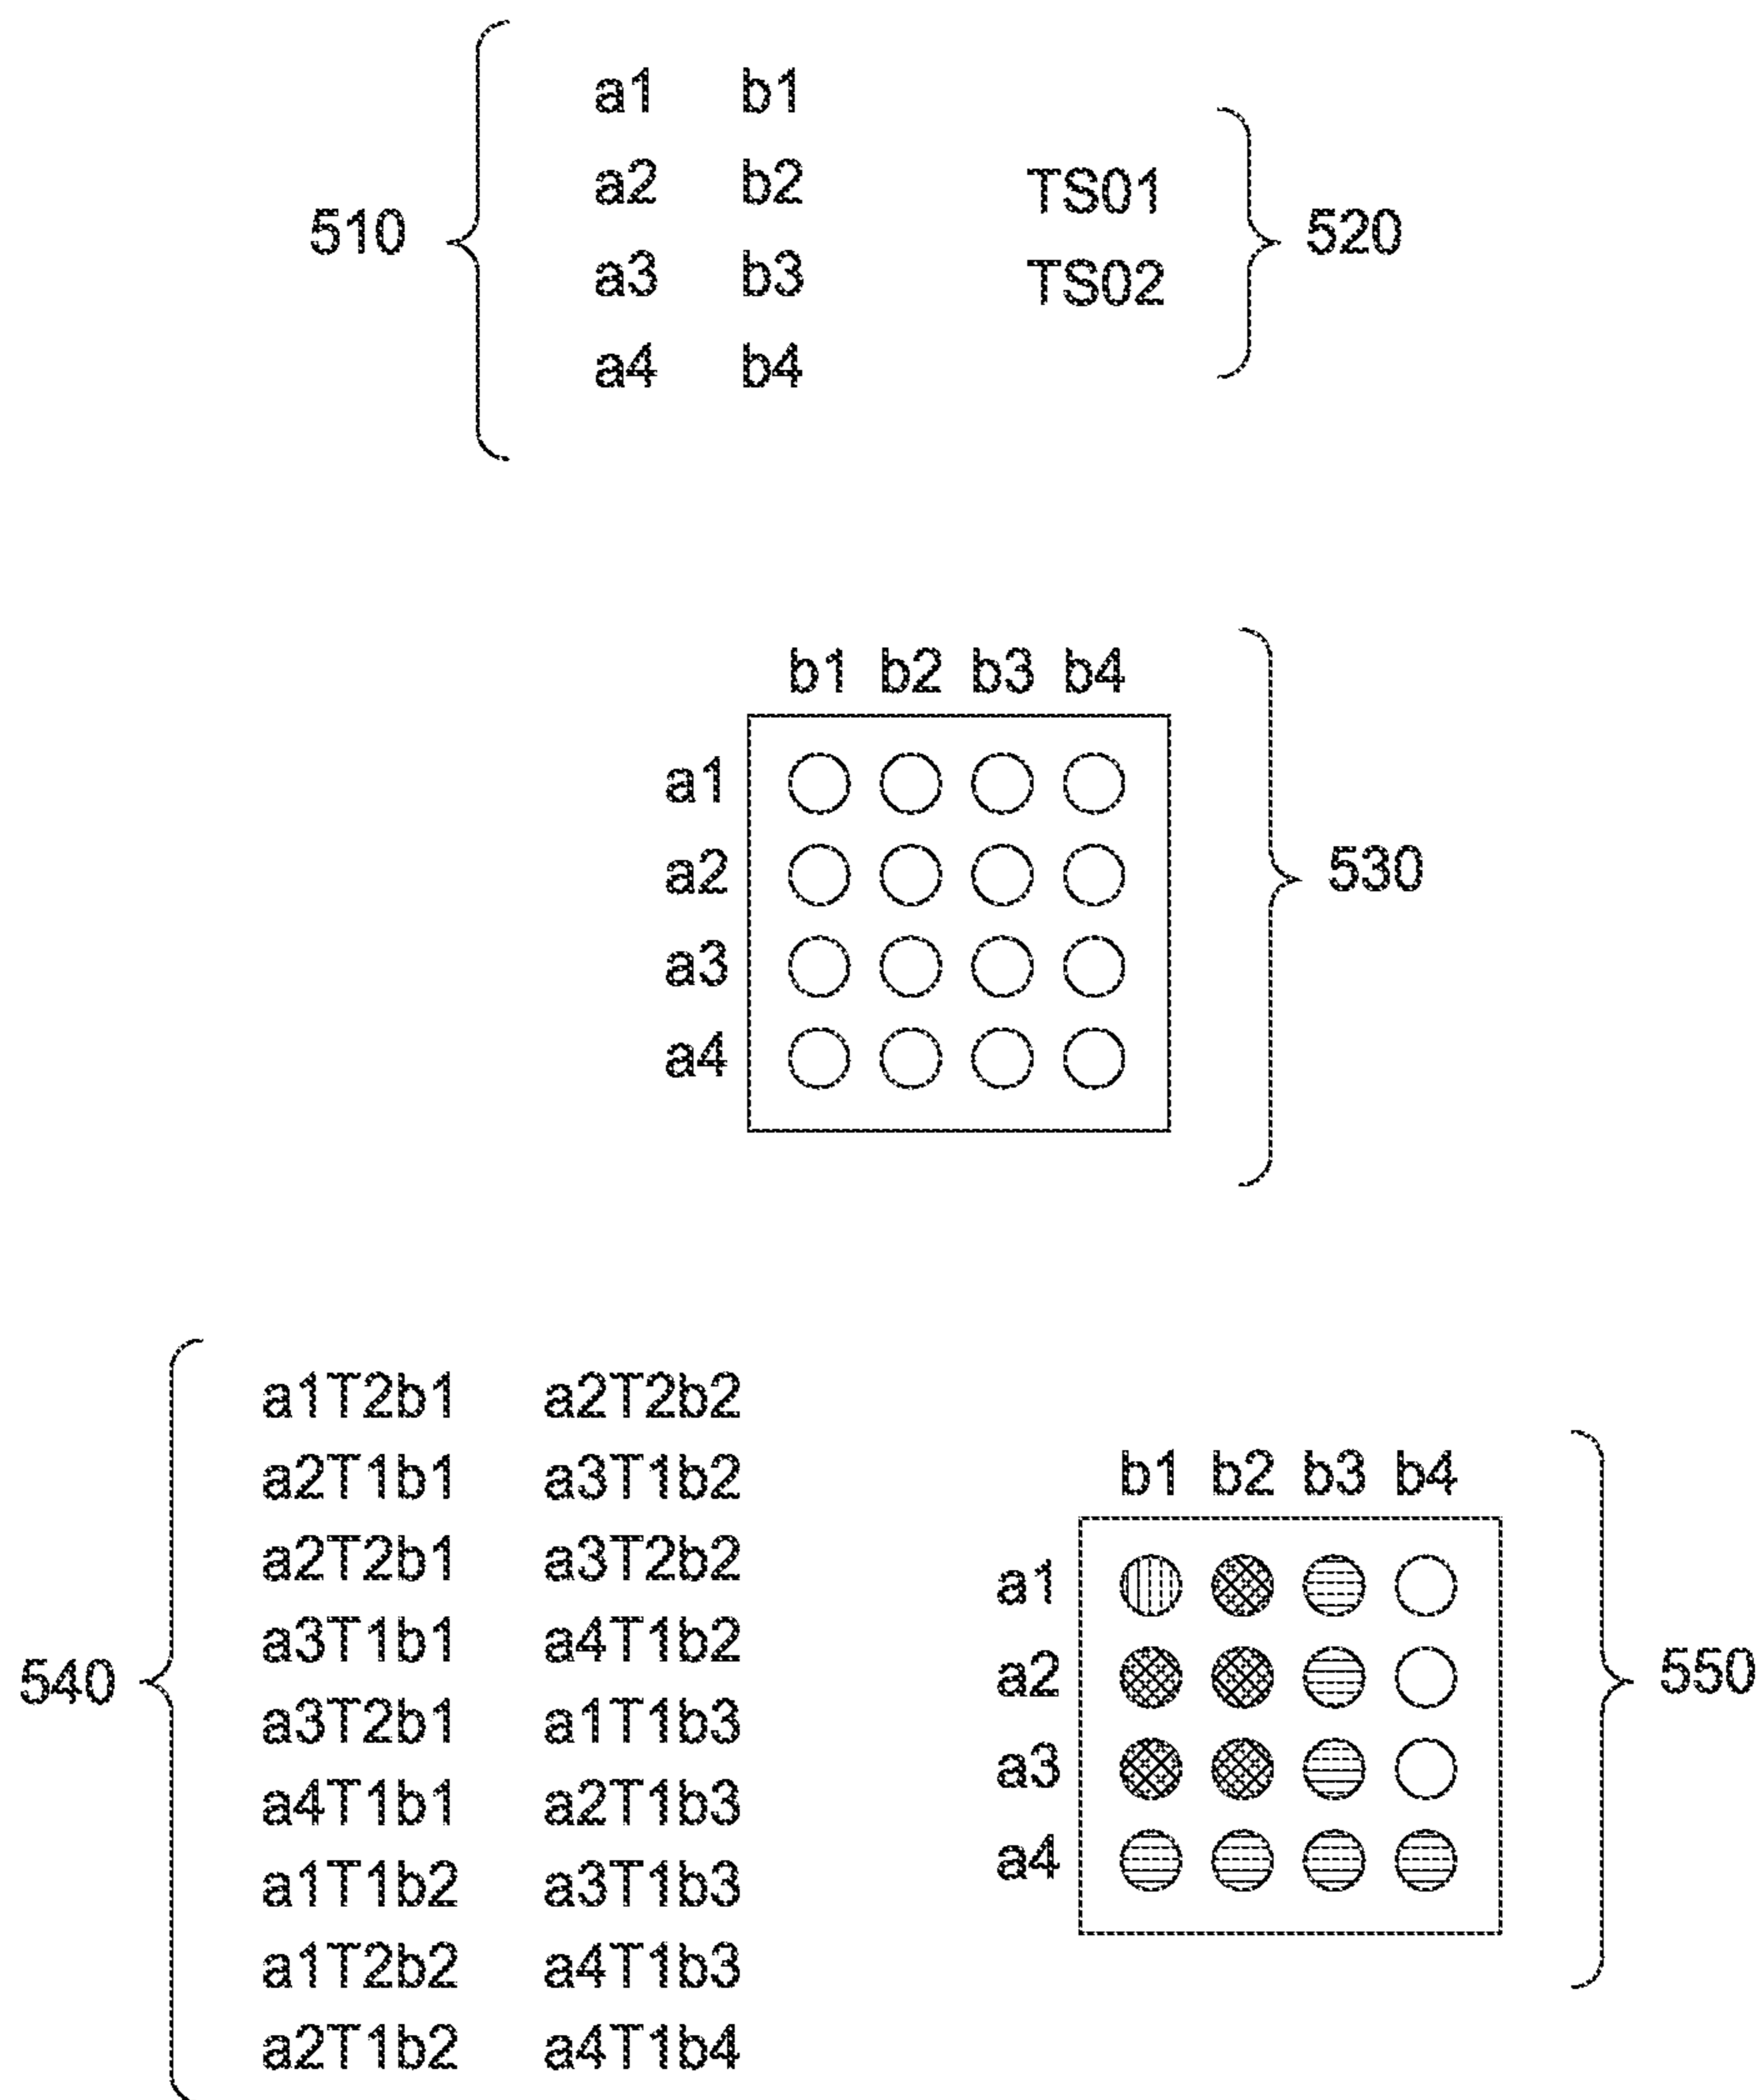 a1 b1
a2 b2 TS01
510 520
a3 b3 TS02
a4 b4
b1 b2 b3 b4
a1
a2 530
a3
a4
a1T2b1 a2T2b2
a2T1b1 a3T1b2
a2T2b1 a3T2b2
a3T1b1 a4T1b2
540
a3T2b1 a1T1b3
a4T1b1 a2T1b3
a1T1b2 a3T1b3
a1T2b2 a4T1b3
a2T1b2 a4T1b4
b1 b2 b3 b4
a1
a2 550
a3
a4